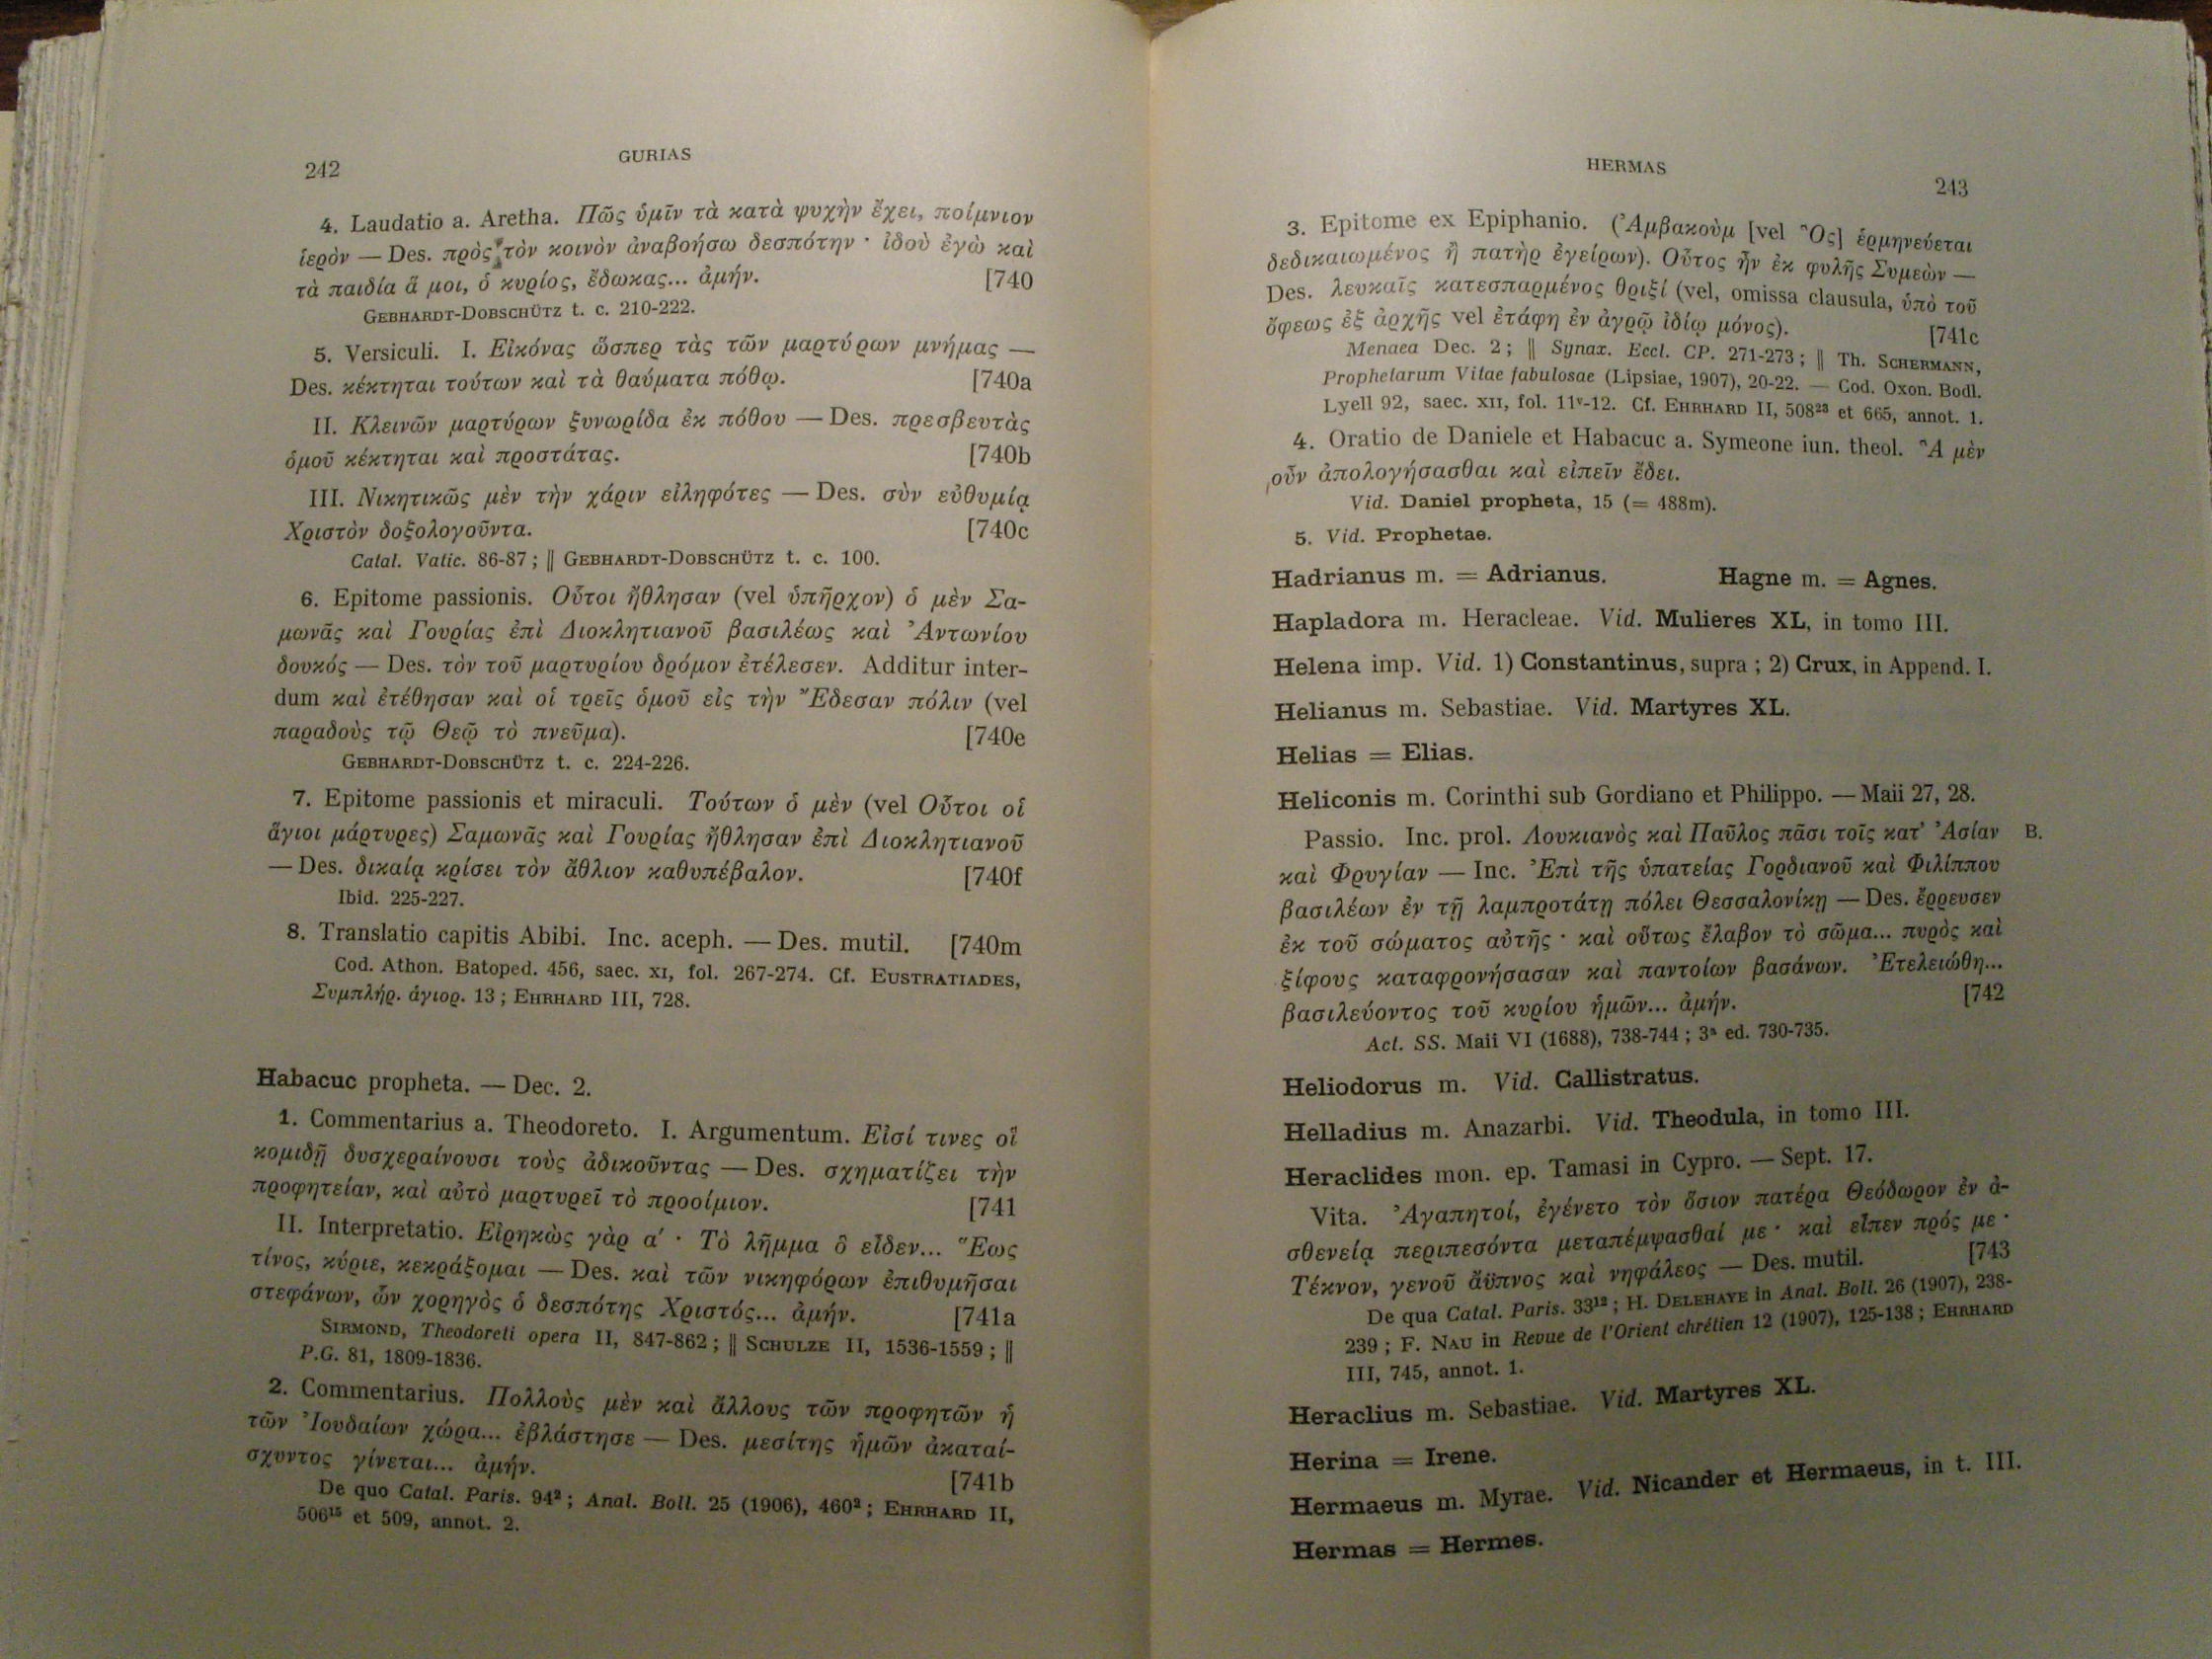 242
GURIAS
4. Laudatio a. Aretha. Πῶς ὑμῖν τὰ κατὰ ψυχὴν ἔχει, ποίμνιον
ἱερὸν — Des. πρὸς τὸν κοινὸν ἀναβοήσω δεσπότην · ἰδοὺ ἐγὼ καὶ
τὰ παιδία ἅ μοι, ὁ κυρίος, ἔδωκας... ἀμήν. [740
GEBHARDT-DOBSCHÜTZ t. c. 210-222.
5. Versiculi. I. Εἰκόνας ὥσπερ τὰς τῶν μαρτύρων μνήμας —
Des. κέκτηται τούτων καὶ τὰ θαύματα πόθῳ. [740a
II. Κλεινῶν μαρτύρων ξυνωρίδα ἐκ πόθου — Des. πρεσβευτὰς
ὁμοῦ κέκτηται καὶ προστάτας. [740b
III. Νικητικῶς μὲν τὴν χάριν εἰληφότες — Des. σὺν εὐθυμίᾳ
Χριστὸν δοξολογοῦντα. [740c
Catal. Vatic. 86-87 ; ‖ GEBHARDT-DOBSCHÜTZ t. c. 100.
6. Epitome passionis. Οὗτοι ἤθλησαν (vel ὑπῆρχον) ὁ μὲν Σα-
μωνᾶς καὶ Γουρίας ἐπὶ Διοκλητιανοῦ βασιλέως καὶ Ἀντωνίου
δουκός — Des. τὸν τοῦ μαρτυρίου δρόμον ἐτέλεσεν. Additur inter-
dum καὶ ἐτέθησαν καὶ οἱ τρεῖς ὁμοῦ εἰς τὴν Ἔδεσαν πόλιν (vel
παραδοὺς τῷ Θεῷ τὸ πνεῦμα). [740e
GEBHARDT-DOBSCHÜTZ t. c. 224-226.
7. Epitome passionis et miraculi. Τούτων ὁ μὲν (vel Οὗτοι οἱ
ἅγιοι μάρτυρες) Σαμωνᾶς καὶ Γουρίας ἤθλησαν ἐπὶ Διοκλητιανοῦ
— Des. δικαίᾳ κρίσει τὸν ἄθλιον καθυπέβαλον. [740f
Ibid. 225-227.
8. Translatio capitis Abibi. Inc. aceph. — Des. mutil. [740m
Cod. Athon. Batoped. 456, saec. XI, fol. 267-274. Cf. EUSTRATIADES,
Συμπλήρ. ἁγιορ. 13 ; EHRHARD III, 728.
Habacuc propheta. — Dec. 2.
1. Commentarius a. Theodoreto. I. Argumentum. Εἰσί τινες οἳ
κομιδῇ δυσχεραίνουσι τοὺς ἀδικοῦντας — Des. σχηματίζει τὴν
προφητείαν, καὶ αὐτὸ μαρτυρεῖ τὸ προοίμιον. [741
II. Interpretatio. Εἰρηκὼς γὰρ α′ · Τὸ λῆμμα ὃ εἶδεν... Ἕως
τίνος, κύριε, κεκράξομαι — Des. καὶ τῶν νικηφόρων ἐπιθυμῆσαι
στεφάνων, ὧν χορηγὸς ὁ δεσπότης Χριστός... ἀμήν. [741a
SIRMOND, Theodoreti opera II, 847-862 ; ‖ SCHULZE II, 1536-1559 ; ‖
P.G. 81, 1809-1836.
2. Commentarius. Πολλοὺς μὲν καὶ ἄλλους τῶν προφητῶν ἡ
τῶν Ἰουδαίων χώρα... ἐβλάστησε — Des. μεσίτης ἡμῶν ἀκαταί-
σχυντος γίνεται... ἀμήν. [741b
De quo Catal. Paris. 94²; Anal. Boll. 25 (1906), 460²; EHRHARD II,
506¹⁵ et 509, annot. 2.
HERMAS
243
3. Epitome ex Epiphanio. (Ἀμβακοὺμ [vel Ὃς] ἑρμηνεύεται
δεδικαιωμένος ἢ πατὴρ ἐγείρων). Οὗτος ἦν ἐκ φυλῆς Συμεὼν —
Des. λευκαῖς κατεσπαρμένος θριξί (vel, omissa clausula, ὑπὸ τοῦ
ὄφεως ἐξ ἀρχῆς vel ἐτάφη ἐν ἀγρῷ ἰδίῳ μόνος). [741c
Menaea Dec. 2 ; ‖ Synax. Eccl. CP. 271-273 ; ‖ Th. SCHERMANN,
Prophetarum Vitae fabulosae (Lipsiae, 1907), 20-22. — Cod. Oxon. Bodl.
Lyell 92, saec. XII, fol. 11ᵛ-12. Cf. EHRHARD II, 508²³ et 665, annot. 1.
4. Oratio de Daniele et Habacuc a. Symeone iun. theol. Ἃ μὲν
οὖν ἀπολογήσασθαι καὶ εἰπεῖν ἔδει.
Vid. Daniel propheta, 15 (= 488m).
5. Vid. Prophetae.
Hadrianus m. = Adrianus. Hagne m. = Agnes.
Hapladora m. Heracleae. Vid. Mulieres XL, in tomo III.
Helena imp. Vid. 1) Constantinus, supra ; 2) Crux, in Append. I.
Helianus m. Sebastiae. Vid. Martyres XL.
Helias = Elias.
Heliconis m. Corinthi sub Gordiano et Philippo. — Maii 27, 28.
Passio. Inc. prol. Λουκιανὸς καὶ Παῦλος πᾶσι τοῖς κατ᾽ Ἀσίαν B.
καὶ Φρυγίαν — Inc. Ἐπὶ τῆς ὑπατείας Γορδιανοῦ καὶ Φιλίππου
βασιλέων ἐν τῇ λαμπροτάτῃ πόλει Θεσσαλονίκῃ — Des. ἔρρευσεν
ἐκ τοῦ σώματος αὐτῆς · καὶ οὕτως ἔλαβον τὸ σῶμα... πυρὸς καὶ
ξίφους καταφρονήσασαν καὶ παντοίων βασάνων. Ἐτελειώθη...
βασιλεύοντος τοῦ κυρίου ἡμῶν... ἀμήν. [742
Act. SS. Maii VI (1688), 738-744 ; 3ᵃ ed. 730-735.
Heliodorus m. Vid. Callistratus.
Helladius m. Anazarbi. Vid. Theodula, in tomo III.
Heraclides mon. ep. Tamasi in Cypro. — Sept. 17.
Vita. Ἀγαπητοί, ἐγένετο τὸν ὅσιον πατέρα Θεόδωρον ἐν ἀ-
σθενείᾳ περιπεσόντα μεταπέμψασθαί με · καὶ εἶπεν πρός με ·
Τέκνον, γενοῦ ἄϋπνος καὶ νηφάλεος — Des. mutil. [743
De qua Catal. Paris. 33¹²; H. DELEHAYE in Anal. Boll. 26 (1907), 238-
239 ; F. NAU in Revue de l'Orient chrétien 12 (1907), 125-138 ; EHRHARD
III, 745, annot. 1.
Heraclius m. Sebastiae. Vid. Martyres XL.
Herina = Irene.
Hermaeus m. Myrae. Vid. Nicander et Hermaeus, in t. III.
Hermas = Hermes.